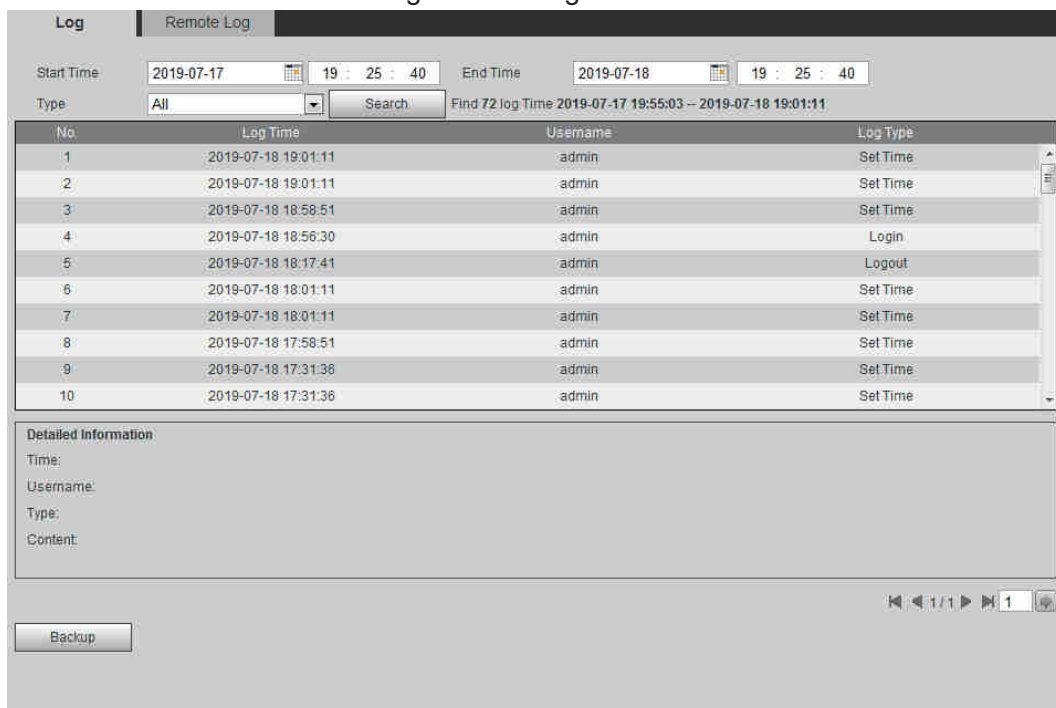 Log Remote Log
Start Time 2019-07-17 19 : 25 : 40 End Time 2019-07-18 19 : 25 : 40
Type All Search Find 72 log Time 2019-07-17 19:55:03 -- 2019-07-18 19:01:11
No. Log Time Username Log Type
1 2019-07-18 19:01:11 admin Set Time
2 2019-07-18 19:01:11 admin Set Time
3 2019-07-18 18:58:51 admin Set Time
4 2019-07-18 18:56:30 admin Login
5 2019-07-18 18:17:41 admin Logout
6 2019-07-18 18:01:11 admin Set Time
7 2019-07-18 18:01:11 admin Set Time
8 2019-07-18 17:58:51 admin Set Time
9 2019-07-18 17:31:36 admin Set Time
10 2019-07-18 17:31:36 admin Set Time
Detailed Information
Time:
Username:
Type:
Content:
1 / 1 1
Backup